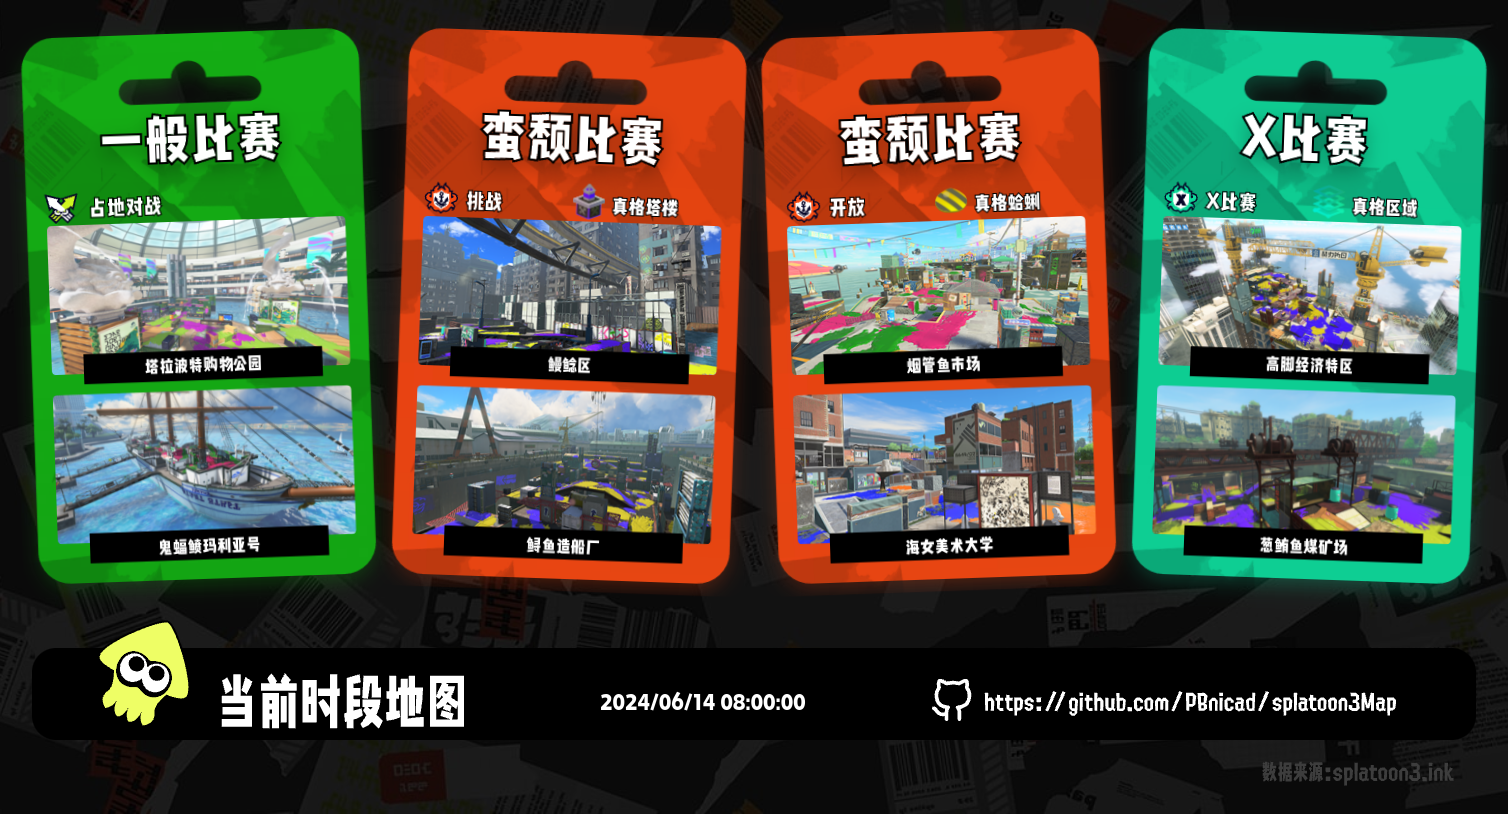 一般比赛
占地对战
塔拉波特购物公园
鬼蝠鲼玛利亚号
蛮颓比赛
挑战
真格塔楼
鳗鲶区
鲟鱼造船厂
蛮颓比赛
开放
真格蛤蜊
烟管鱼市场
海女美术大学
X比赛
X比赛
真格区域
高脚经济特区
葱鲔鱼煤矿场
当前时段地图
2024/06/14 08:00:00
https://github.com/PBnicad/splatoon3Map
数据来源:splatoon3.ink